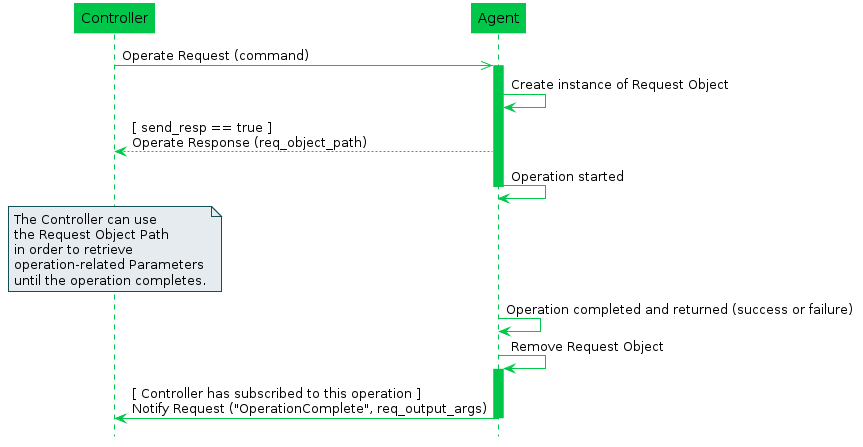 Controller
Agent
Operate Request (command)
Create instance of Request Object
[ send_resp == true ]
Operate Response (req_object_path)
Operation started
The Controller can use
the Request Object Path
in order to retrieve
operation-related Parameters
until the operation completes.
Operation completed and returned (success or failure)
Remove Request Object
[ Controller has subscribed to this operation ]
Notify Request ("OperationComplete", req_output_args)